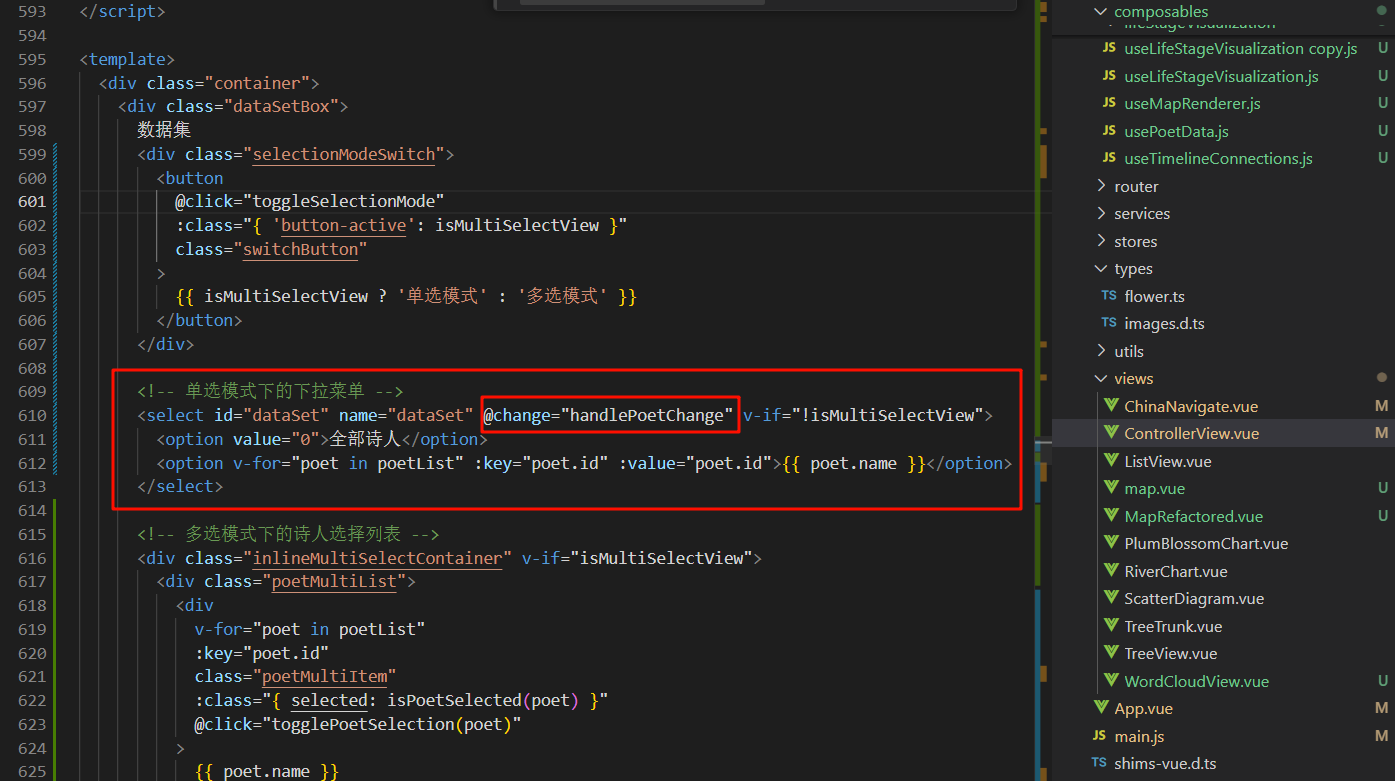 593 </script>
594
595 <template>
596 <div class="container">
597 <div class="dataSetBox">
598 数据集
599 <div class="selectionModeSwitch">
600 <button
601 @click="toggleSelectionMode"
602 :class="{ 'button-active': isMultiSelectView }"
603 class="switchButton"
604 >
605 {{ isMultiSelectView ? '单选模式' : '多选模式' }}
606 </button>
607 </div>
608
609 <!-- 单选模式下的下拉菜单 -->
610 <select id="dataSet" name="dataSet" @change="handlePoetChange" v-if="!isMultiSelectView">
611 <option value="0">全部诗人</option>
612 <option v-for="poet in poetList" :key="poet.id" :value="poet.id">{{ poet.name }}</option>
613 </select>
614
615 <!-- 多选模式下的诗人选择列表 -->
616 <div class="inlineMultiSelectContainer" v-if="isMultiSelectView">
617 <div class="poetMultiList">
618 <div
619 v-for="poet in poetList"
620 :key="poet.id"
621 class="poetMultiItem"
622 :class="{ selected: isPoetSelected(poet) }"
623 @click="togglePoetSelection(poet)"
624 >
625 {{ poet.name }}
composables
JS useLifeStageVisualization copy.js U
JS useLifeStageVisualization.js U
JS useMapRenderer.js U
JS usePoetData.js U
JS useTimelineConnections.js U
router
services
stores
types
TS flower.ts
TS images.d.ts
utils
views
ChinaNavigate.vue M
ControllerView.vue M
ListView.vue
map.vue U
MapRefactored.vue U
PlumBlossomChart.vue
RiverChart.vue
ScatterDiagram.vue
TreeTrunk.vue
TreeView.vue
WordCloudView.vue U
App.vue M
JS main.js M
TS shims-vue.d.ts